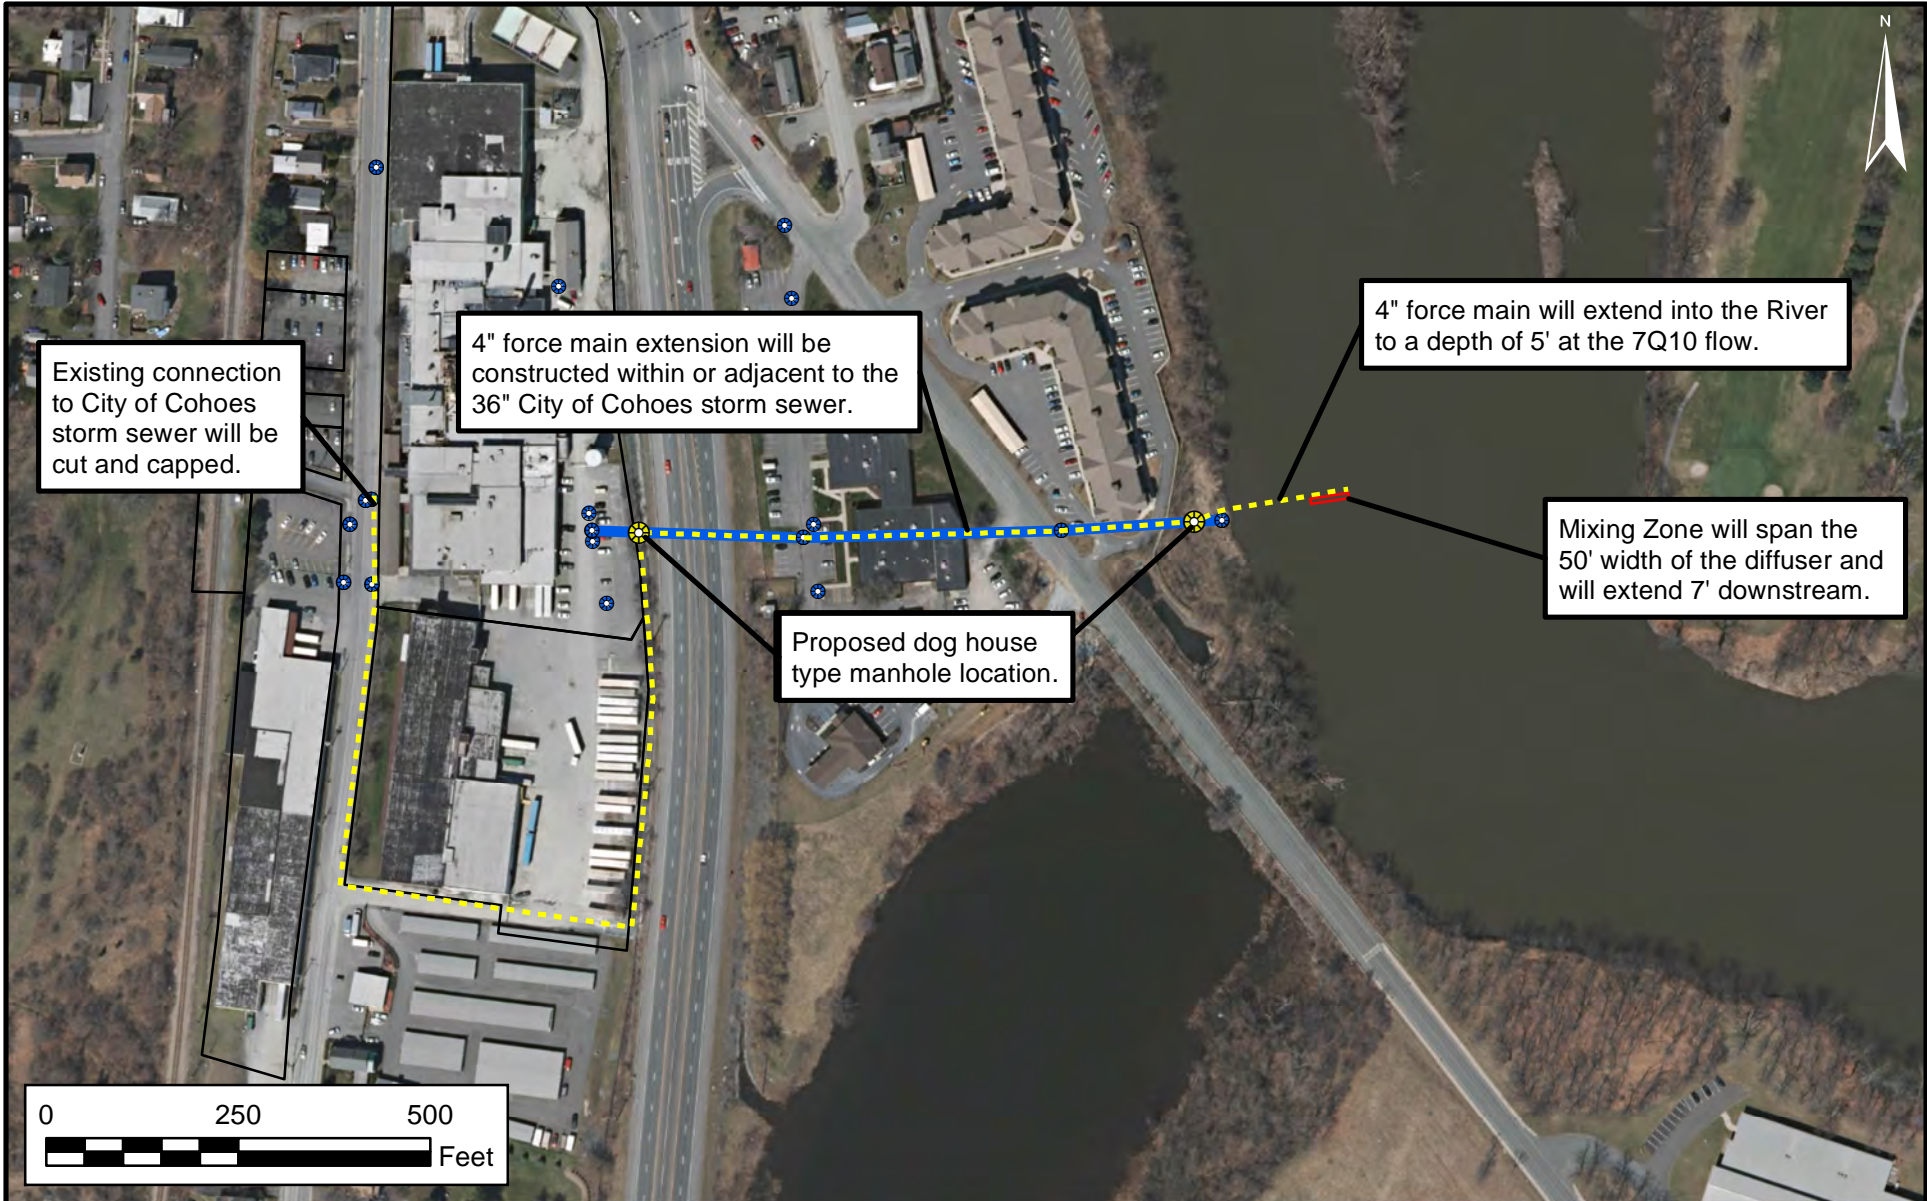 N
4" force main will extend into the River
to a depth of 5' at the 7Q10 flow.
4" force main extension will be
constructed within or adjacent to the
36" City of Cohoes storm sewer.
Existing connection
to City of Cohoes
storm sewer will be
cut and capped.
Mixing Zone will span the
50' width of the diffuser and
will extend 7' downstream.
Proposed dog house
type manhole location.
0 250 500
Feet